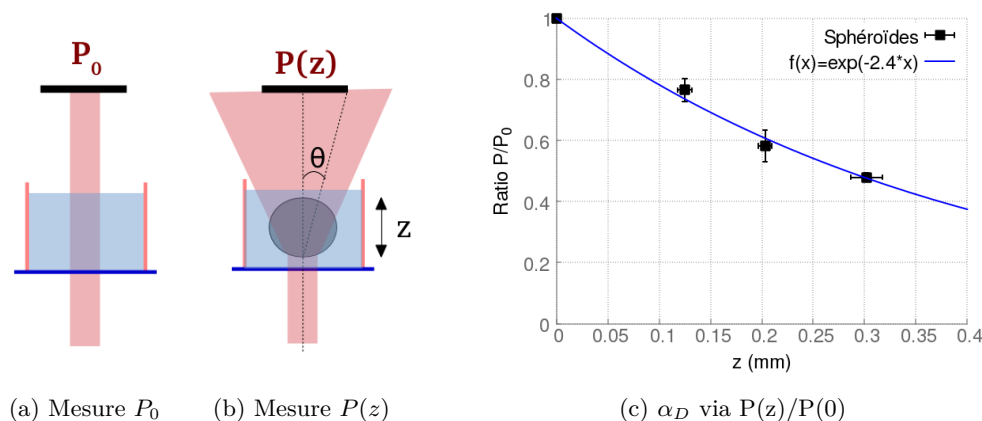 P₀
P(z)
θ
z
Sphéroïdes
f(x)=exp(-2.4*x)
Ratio P/P₀
1
0.8
0.6
0.4
0.2
0
0 0.05 0.1 0.15 0.2 0.25 0.3 0.35 0.4
z (mm)
(a) Mesure P₀
(b) Mesure P(z)
(c) α_D via P(z)/P(0)